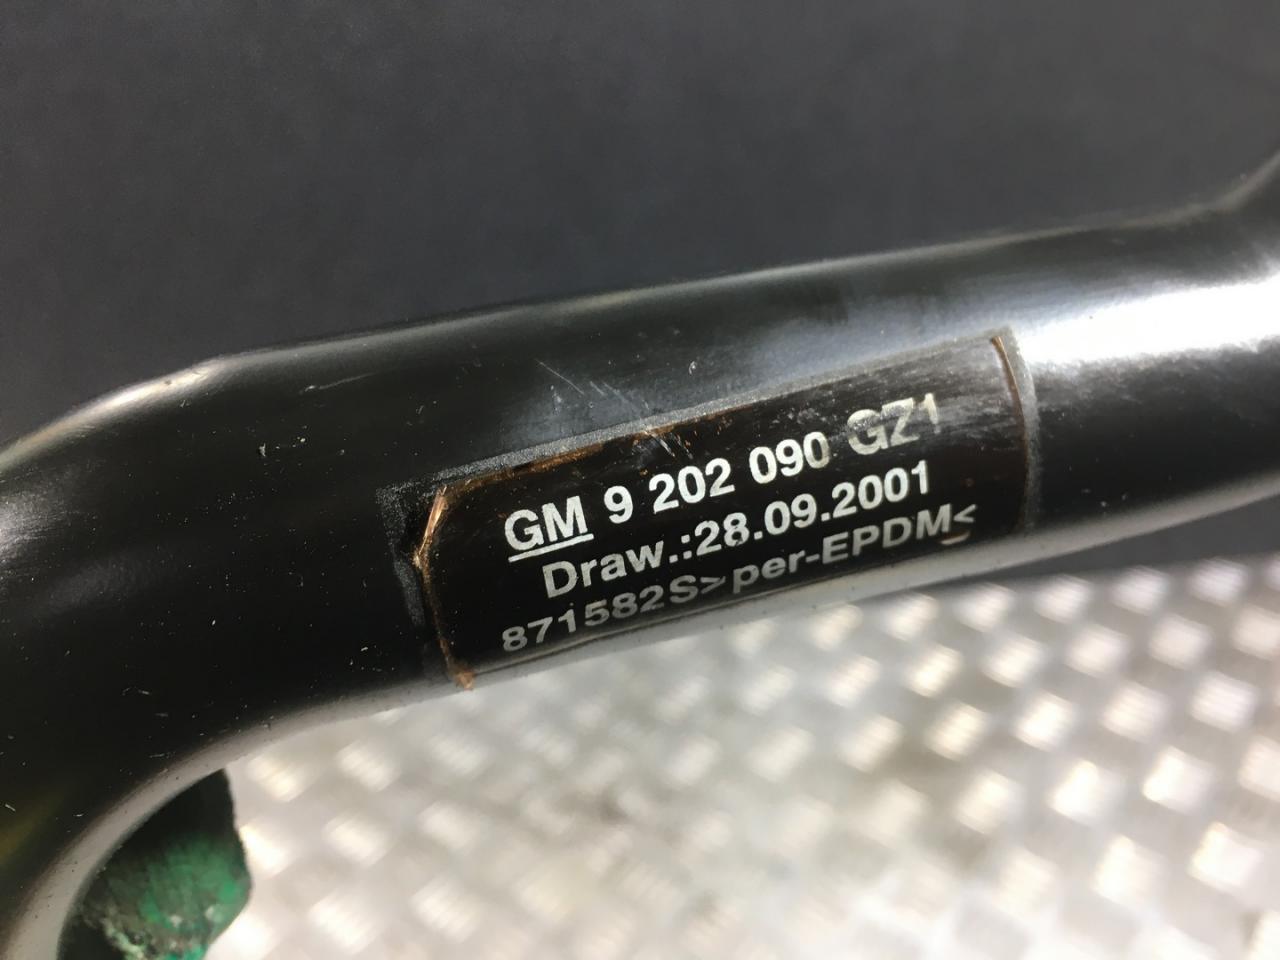 GM 9 202 090 GZ1
Draw.:28.09.2001
871582S>per-EPDM<